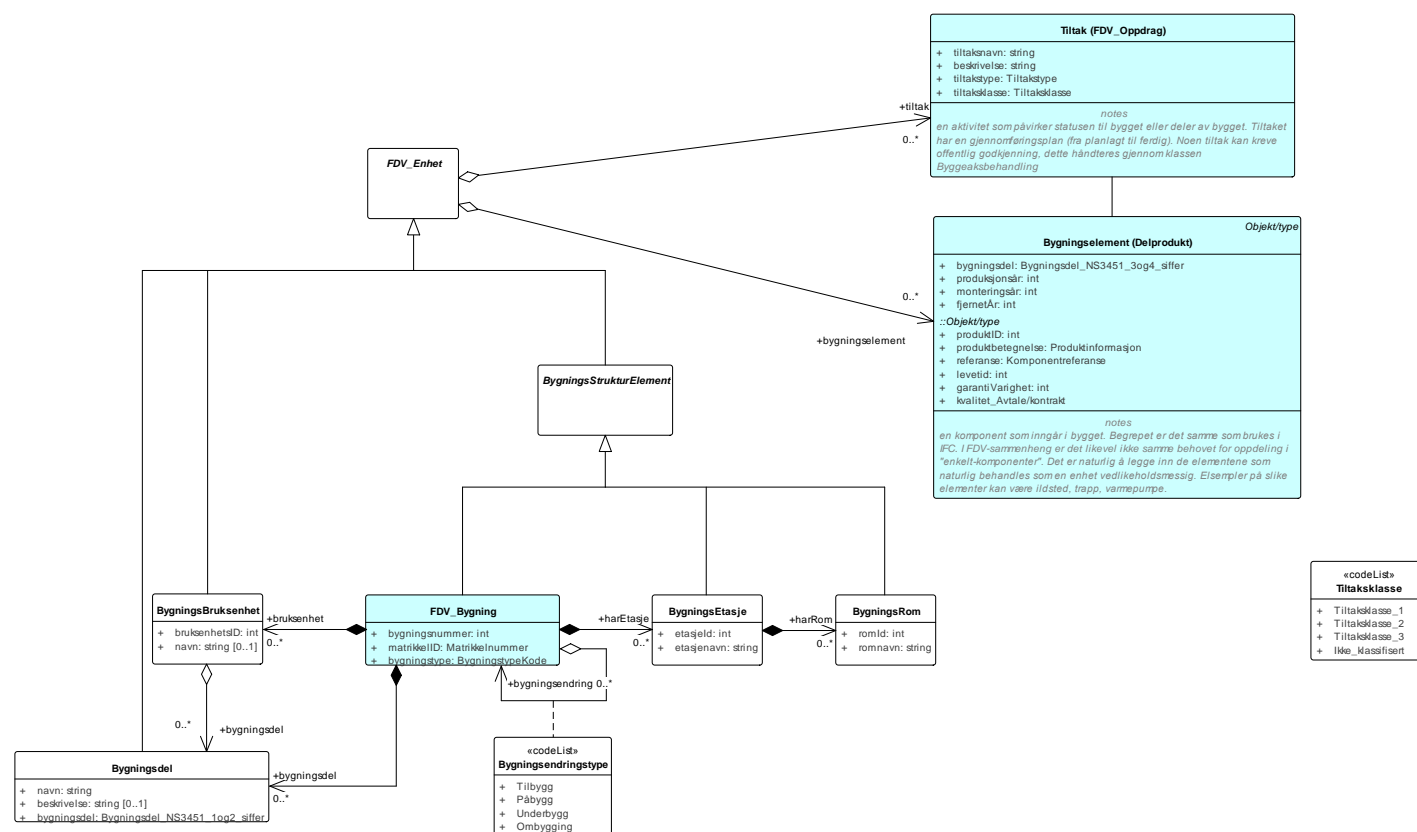 Tiltak (FDV_Oppdrag)
+ tiltaksnavn: string
+ beskrivelse: string
+ tiltakstype: Tiltakstype
+ tiltaksklasse: Tiltaksklasse
notes
en aktivitet som påvirker statusen til bygget eller deler av bygget. Tiltaket
har en gjennomføringsplan (fra planlagt til ferdig). Noen tiltak kan kreve
offentlig godkjenning, dette håndteres gjennom klassen
Byggeaksbehandling
+tiltak
0..*
FDV_Enhet
Objekt/type
Bygningselement (Delprodukt)
+ bygningsdel: Bygningsdel_NS3451_3og4_siffer
+ produksjonsår: int
+ monteringsår: int
+ fjernetÅr: int
::Objekt/type
+ produktID: int
+ produktbetegnelse: Produktinformasjon
+ referanse: Komponentreferanse
+ levetid: int
+ garantiVarighet: int
+ kvalitet_Avtale/kontrakt
notes
en komponent som inngår i bygget. Begrepet er det samme som brukes i
IFC. I FDV-sammenheng er det likevel ikke samme behovet for oppdeling i
"enkelt-komponenter". Det er naturlig å legge inn de elementene som
naturlig behandles som en enhet vedlikeholdsmessig. Elsempler på slike
elementer kan være ildsted, trapp, varmepumpe.
0..*
+bygningselement
BygningsStrukturElement
BygningsBruksenhet
+ bruksenhetsID: int
+ navn: string [0..1]
+bruksenhet
0..*
FDV_Bygning
+ bygningsnummer: int
+ matrikkelID: Matrikkelnummer
+ bygningstype: BygningstypeKode
+harEtasje
0..*
BygningsEtasje
+ etasjeId: int
+ etasjenavn: string
+harRom
0..*
BygningsRom
+ romId: int
+ romnavn: string
«codeList»
Tiltaksklasse
+ Tiltaksklasse_1
+ Tiltaksklasse_2
+ Tiltaksklasse_3
+ Ikke_klassifisert
+bygningsendring 0..*
0..*
+bygningsdel
Bygningsdel
+ navn: string
+ beskrivelse: string [0..1]
+ bygningsdel: Bygningsdel_NS3451_1og2_siffer
+bygningsdel
0..*
«codeList»
Bygningsendringstype
+ Tilbygg
+ Påbygg
+ Underbygg
+ Ombygging